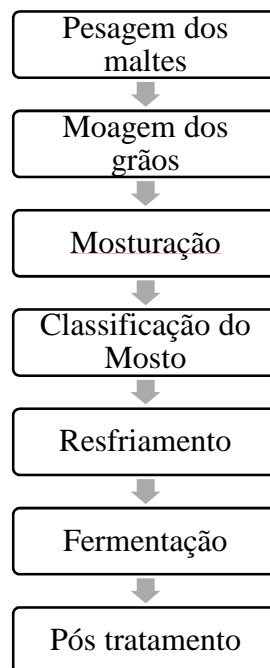 Pesagem dos
maltes
Moagem dos
grãos
Mosturação
Classificação do
Mosto
Resfriamento
Fermentação
Pós tratamento